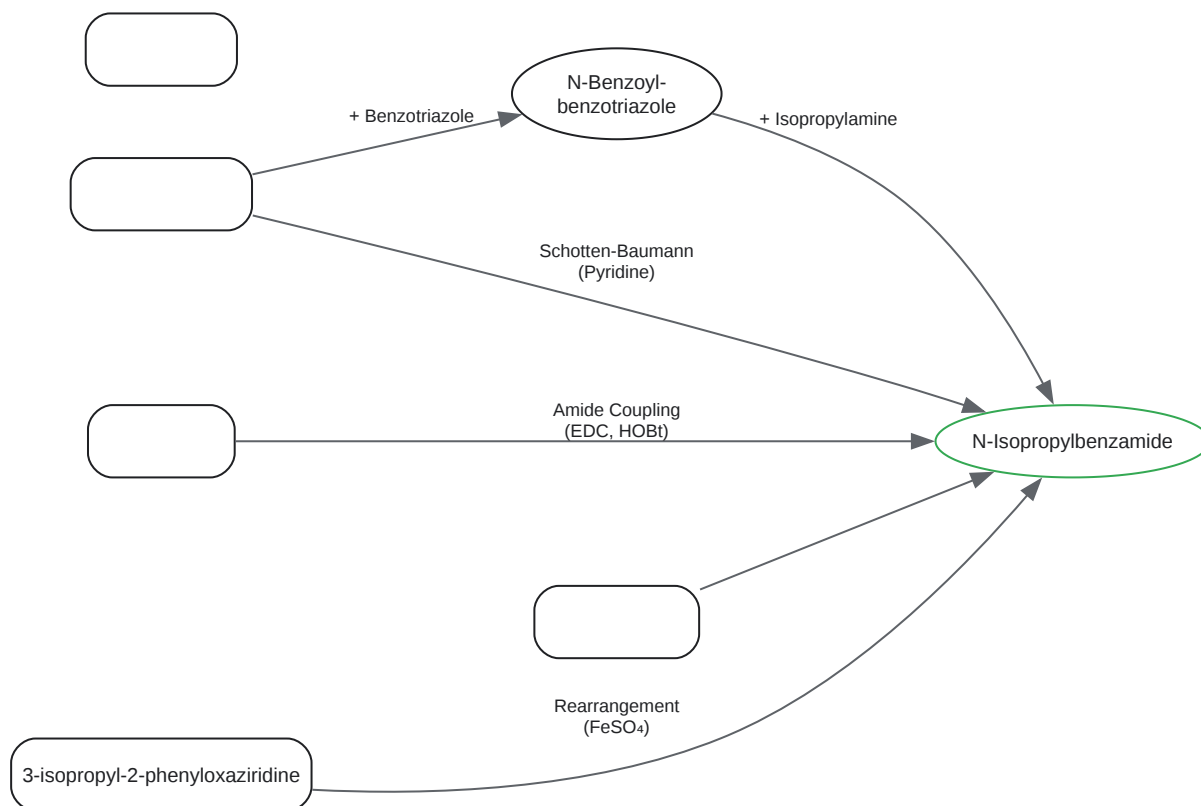 N-Benzoyl-
benzotriazole
+ Benzotriazole
+ Isopropylamine
Schotten-Baumann
(Pyridine)
Amide Coupling
(EDC, HOBt)
N-Isopropylbenzamide
Rearrangement
(FeSO₄)
3-isopropyl-2-phenyloxaziridine